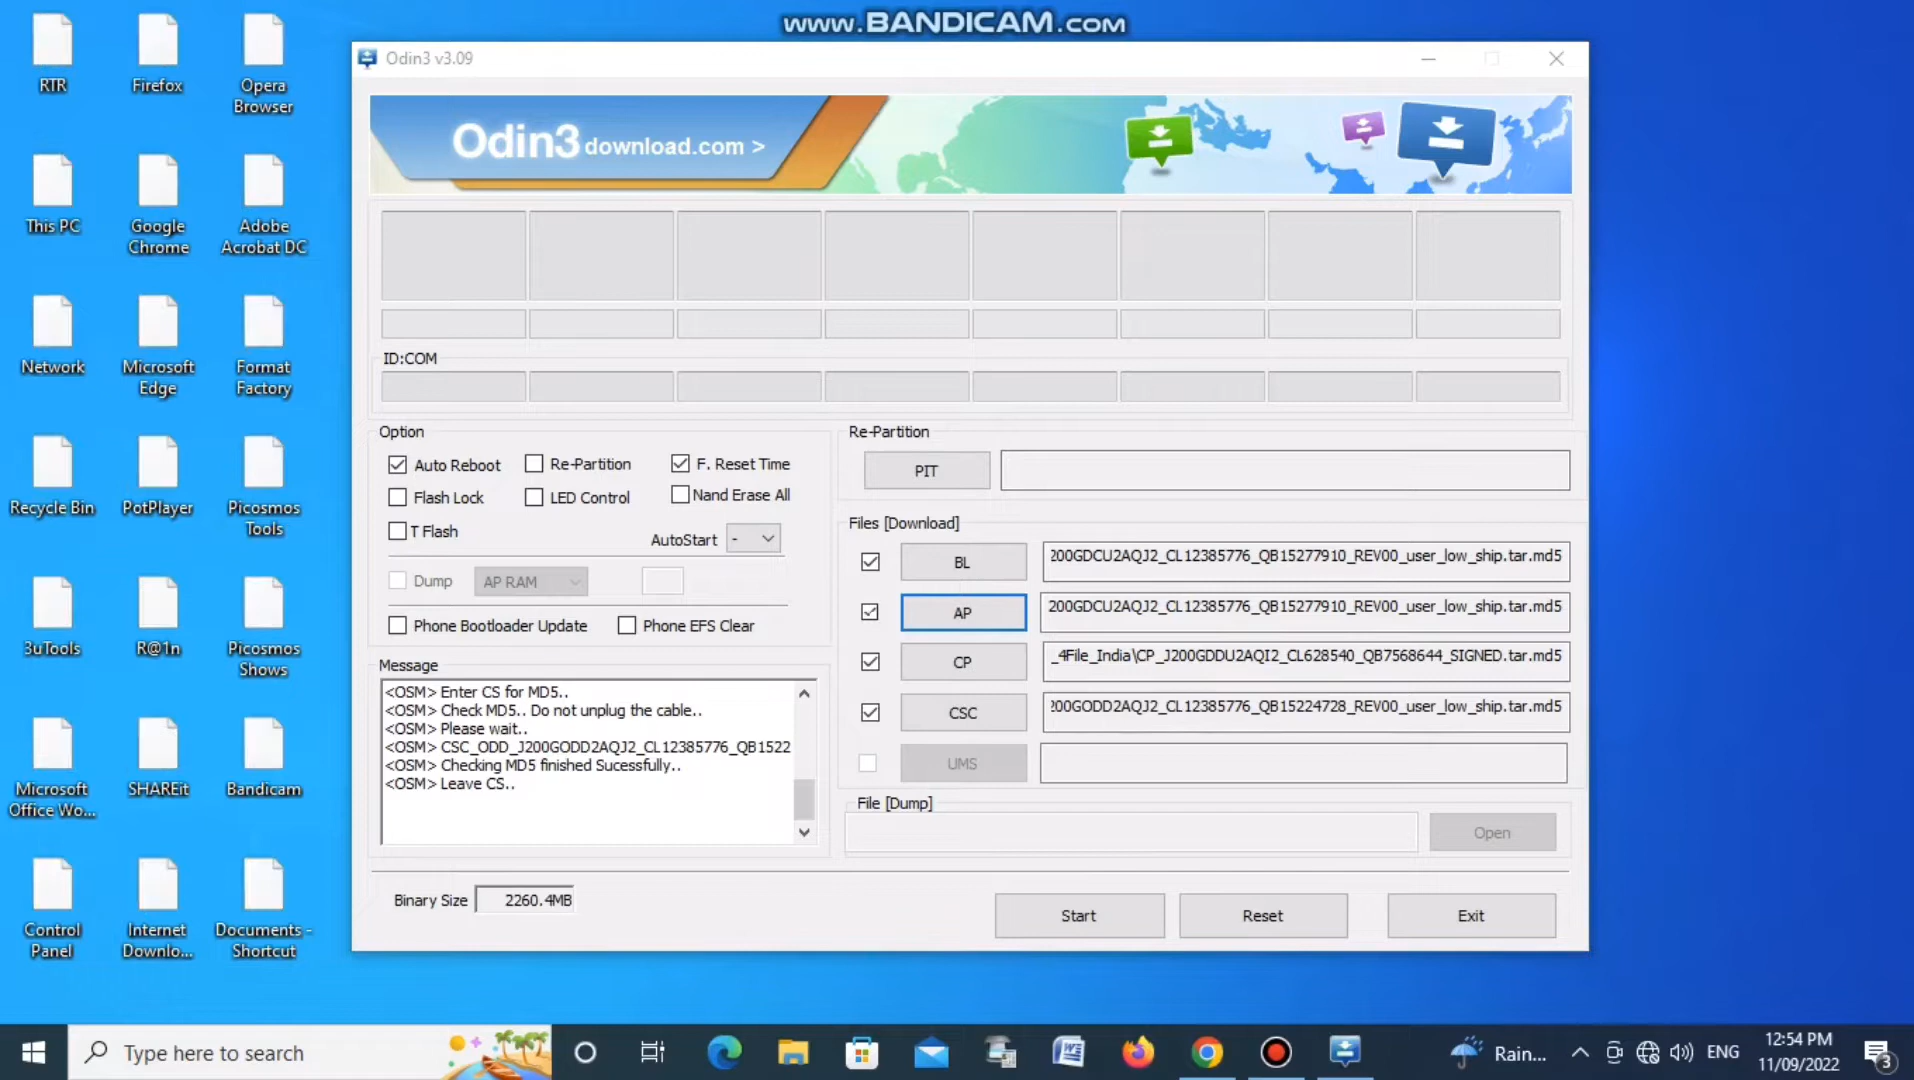 www.BANDICAM.com
RTR
Firefox
Opera
Browser
This PC
Google
Chrome
Adobe
Acrobat DC
Network
Microsoft
Edge
Format
Factory
Recycle Bin
PotPlayer
Picosmos
Tools
3uTools
R@1n
Picosmos
Shows
Microsoft
Office Wo...
SHAREit
Bandicam
Control
Panel
Internet
Downlo...
Documents -
Shortcut
Odin3 v3.09
Odin3 download.com >
ID:COM
Option
Auto Reboot
Re-Partition
F. Reset Time
Flash Lock
LED Control
Nand Erase All
T Flash
AutoStart -
Dump
AP RAM
Phone Bootloader Update
Phone EFS Clear
Message
<OSM> Enter CS for MD5..
<OSM> Check MD5.. Do not unplug the cable..
<OSM> Please wait..
<OSM> CSC_ODD_J200GODD2AQJ2_CL12385776_QB1522
<OSM> Checking MD5 finished Sucessfully..
<OSM> Leave CS..
Re-Partition
PIT
Files [Download]
BL
200GDCU2AQJ2_CL12385776_QB15277910_REV00_user_low_ship.tar.md5
AP
200GDCU2AQJ2_CL12385776_QB15277910_REV00_user_low_ship.tar.md5
CP
_4File_India\CP_J200GDDU2AQI2_CL628540_QB7568644_SIGNED.tar.md5
CSC
200GODD2AQJ2_CL12385776_QB15224728_REV00_user_low_ship.tar.md5
UMS
File [Dump]
Open
Binary Size
2260.4MB
Start
Reset
Exit
Type here to search
Rain...
ENG
12:54 PM
11/09/2022
3